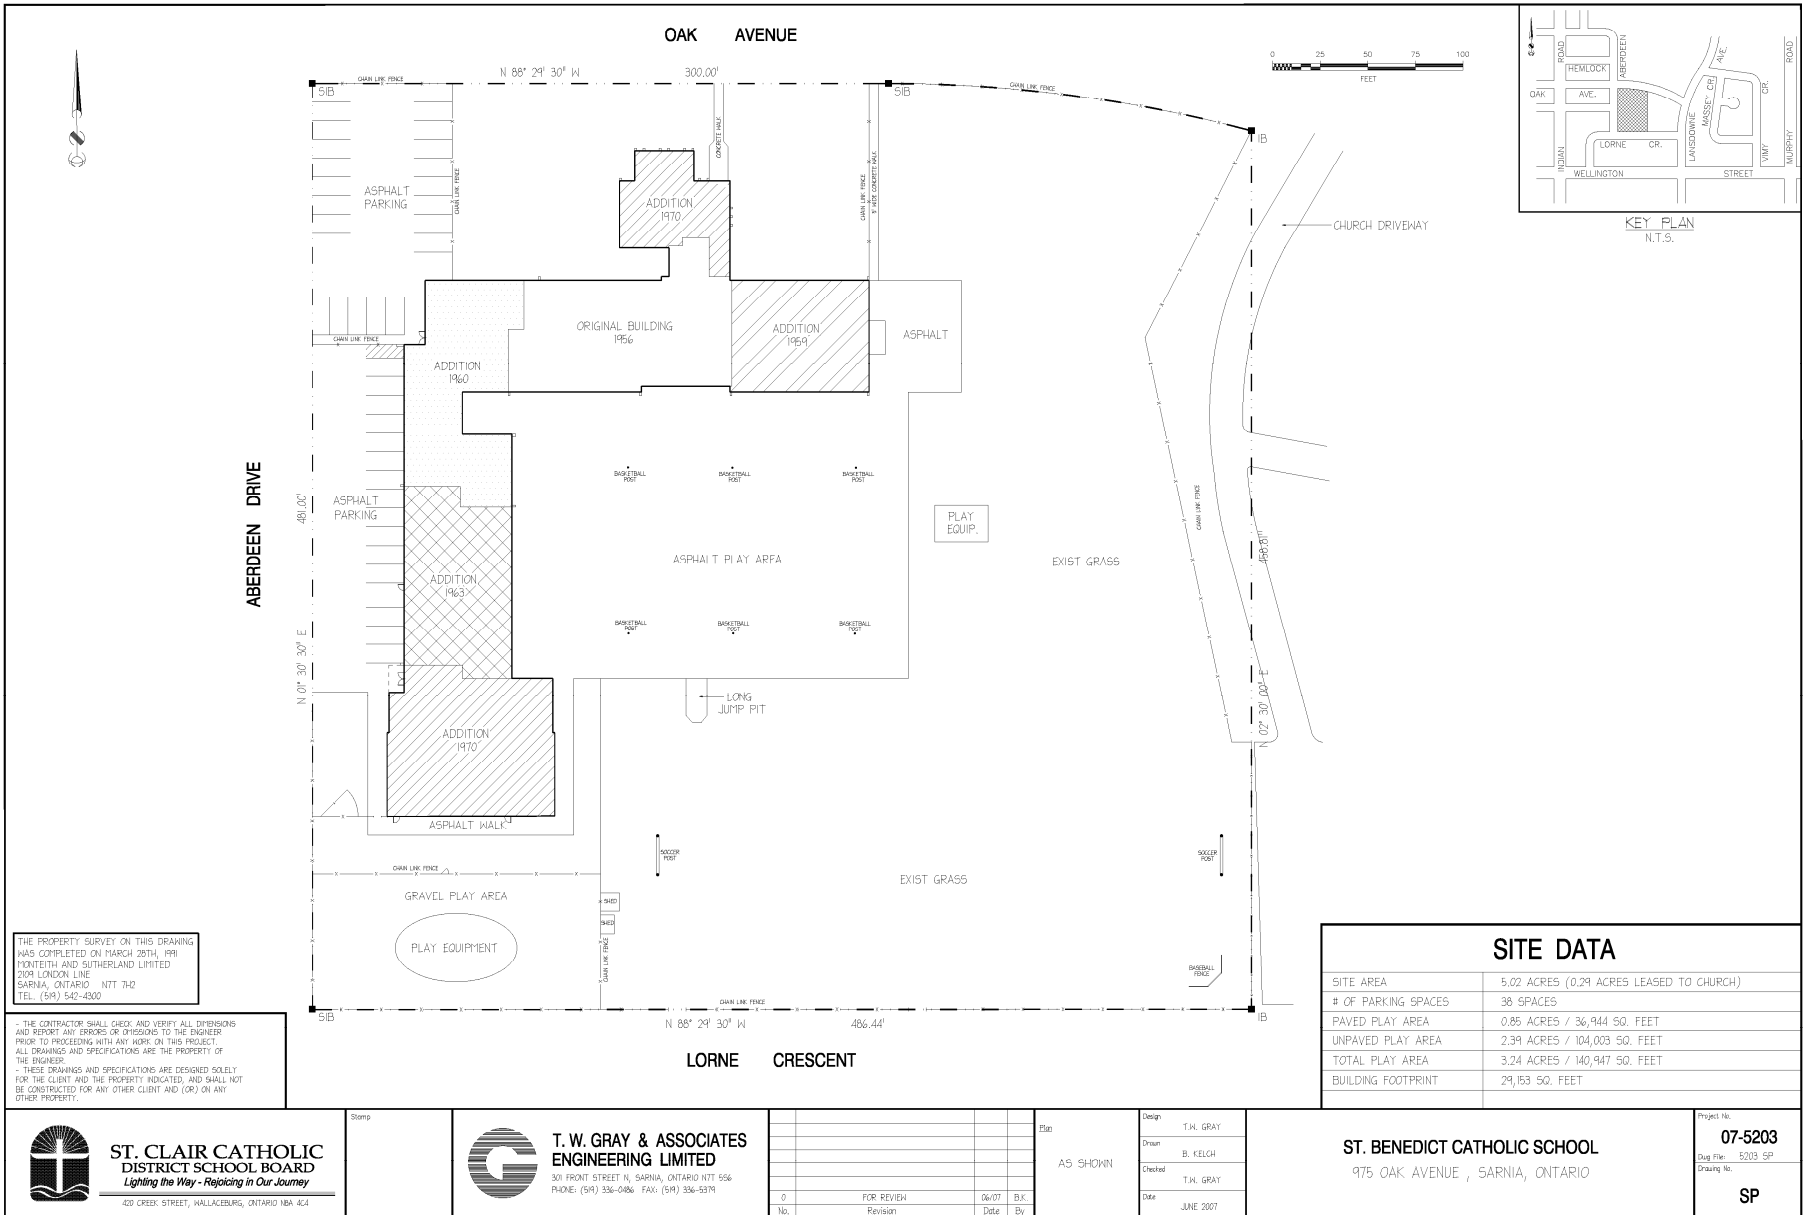 OAK AVENUE
N 88° 29' 30" W
300.00'
CHAIN LINK FENCE
SIB
SIB
CHAIN LINK FENCE
IB
0 25 50 75 100
FEET
ROAD
HEMLOCK
ABERDEEN
AVE.
ROAD
OAK AVE.
MASSEY CR.
CR.
LANSDOWNE
LORNE CR.
INDIAN
VIMY
MURPHY
WELLINGTON STREET
KEY PLAN
N.T.S.
CONCRETE WALK
CHAIN LINK FENCE
CHAIN LINK FENCE
5' WIDE CONCRETE WALK
ASPHALT
PARKING
ADDITION
1970
CHURCH DRIVEWAY
ORIGINAL BUILDING
1956
ADDITION
1959
ASPHALT
CHAIN LINK FENCE
ADDITION
1960
ABERDEEN DRIVE
481.00'
N 01° 30' 30" E
ASPHALT
PARKING
BASKETBALL
POST
BASKETBALL
POST
BASKETBALL
POST
PLAY
EQUIP.
CHAIN LINK FENCE
ASPHALT PLAY AREA
EXIST GRASS
458.81'
ADDITION
1963
BASKETBALL
POST
BASKETBALL
POST
BASKETBALL
POST
LONG
JUMP PIT
N 02° 30' 00" E
ADDITION
1970
ASPHALT WALK
SOCCER
POST
SOCCER
POST
CHAIN LINK FENCE
EXIST GRASS
GRAVEL PLAY AREA
SHED
SHED
PLAY EQUIPMENT
CHAIN LINK FENCE
BASEBALL
FENCE
CHAIN LINK FENCE
SIB
N 88° 29' 30" W
486.44'
IB
LORNE CRESCENT
THE PROPERTY SURVEY ON THIS DRAWING
WAS COMPLETED ON MARCH 28TH, 1991
MONTEITH AND SUTHERLAND LIMITED
2109 LONDON LINE
SARNIA, ONTARIO N7T 7H2
TEL. (519) 542-4300
- THE CONTRACTOR SHALL CHECK AND VERIFY ALL DIMENSIONS
AND REPORT ANY ERRORS OR OMISSIONS TO THE ENGINEER
PRIOR TO PROCEEDING WITH ANY WORK ON THIS PROJECT.
ALL DRAWINGS AND SPECIFICATIONS ARE THE PROPERTY OF
THE ENGINEER.
- THESE DRAWINGS AND SPECIFICATIONS ARE DESIGNED SOLELY
FOR THE CLIENT AND THE PROPERTY INDICATED, AND SHALL NOT
BE CONSTRUCTED FOR ANY OTHER CLIENT AND (OR) ON ANY
OTHER PROPERTY.
SITE DATA
SITE AREA 5.02 ACRES (0.29 ACRES LEASED TO CHURCH)
# OF PARKING SPACES 38 SPACES
PAVED PLAY AREA 0.85 ACRES / 36,944 SQ. FEET
UNPAVED PLAY AREA 2.39 ACRES / 104,003 SQ. FEET
TOTAL PLAY AREA 3.24 ACRES / 140,947 SQ. FEET
BUILDING FOOTPRINT 29,153 SQ. FEET
ST. CLAIR CATHOLIC
DISTRICT SCHOOL BOARD
Lighting the Way - Rejoicing in Our Journey
420 CREEK STREET, WALLACEBURG, ONTARIO N8A 4C4
Stamp
T. W. GRAY & ASSOCIATES
ENGINEERING LIMITED
301 FRONT STREET N, SARNIA, ONTARIO N7T 5S6
PHONE: (519) 336-0486 FAX: (519) 336-5379
0 FOR REVIEW 06/07 B.K.
No. Revision Date By
Plan
AS SHOWN
Design
T.W. GRAY
Drawn
B. KELCH
Checked
T.W. GRAY
Date
JUNE 2007
ST. BENEDICT CATHOLIC SCHOOL
975 OAK AVENUE , SARNIA, ONTARIO
Project No.
07-5203
Dwg File: 5203 SP
Drawing No.
SP